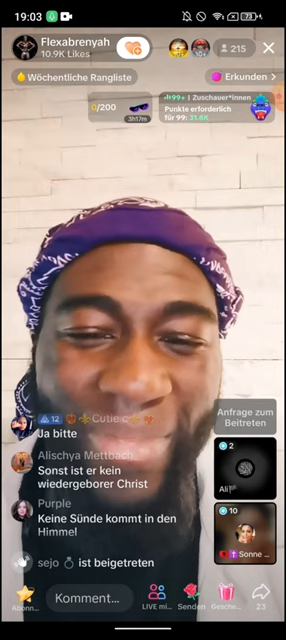 19:03
73
Flexabrenyah
10.9K Likes
10+
215
Wöchentliche Rangliste
Erkunden >
0/200
3h17m
99+ | Zuschauer*innen
Punkte erforderlich
für 99: 31.8K
12 Cutie.c
Ja bitte
Anfrage zum
Beitreten
Alischya Mettbach
Sonst ist er kein
wiedergeborer Christ
2
Ali
Purple
Keine Sünde kommt in den
Himmel
10
Sonne ...
sejo ist beigetreten
Abonn...
Komment...
LIVE mi...
Senden
Gesche...
23